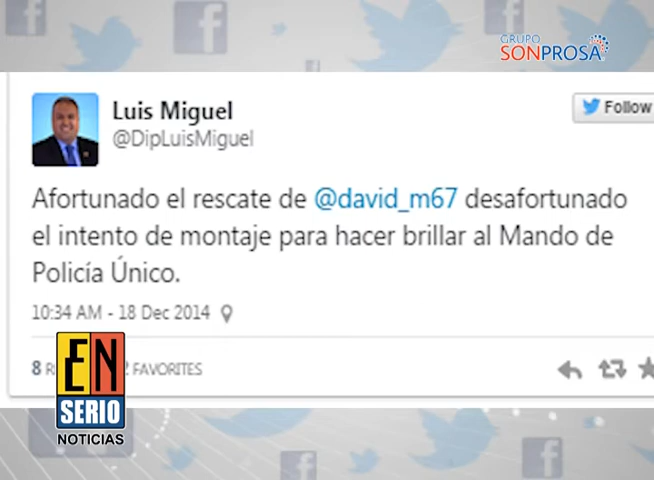 GRUPO
SONPROSA
Luis Miguel
@DipLuisMiguel
Follow
Afortunado el rescate de @david_m67 desafortunado
el intento de montaje para hacer brillar al Mando de
Policía Único.
10:34 AM - 18 Dec 2014
8 FAVORITES
EN
SERIO
NOTICIAS